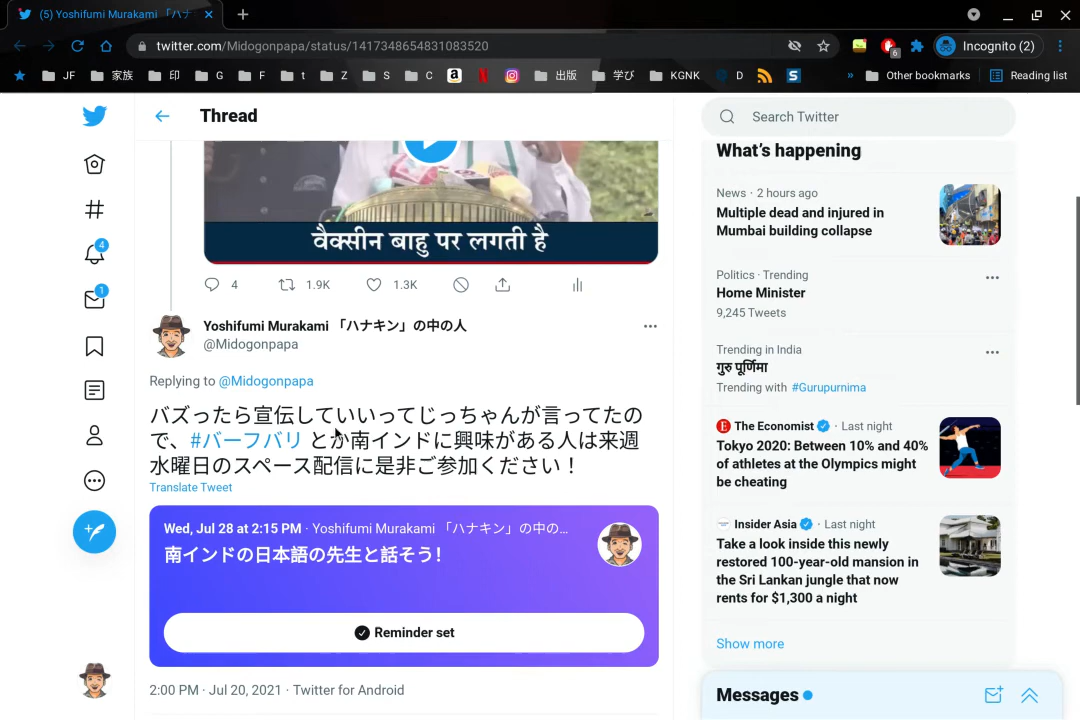 (5) Yoshifumi Murakami 「ハナキ
twitter.com/Midogonpapa/status/1417348654831083520
6
Incognito (2)
JF
家族
印
G
F
t
Z
S
C
a
出版
学び
KGNK
D
S
»
Other bookmarks
Reading list
Thread
Search Twitter
वैक्सीन बाहु पर लगती है
4
1.9K
1.3K
4
1
Yoshifumi Murakami 「ハナキン」の中の人
@Midogonpapa
Replying to @Midogonpapa
バズったら宣伝していいってじっちゃんが言ってたの
で、#バーフバリ とか南インドに興味がある人は来週
水曜日のスペース配信に是非ご参加ください！
Translate Tweet
Wed, Jul 28 at 2:15 PM · Yoshifumi Murakami 「ハナキン」の中の...
南インドの日本語の先生と話そう！
Reminder set
2:00 PM · Jul 20, 2021 · Twitter for Android
What's happening
News · 2 hours ago
Multiple dead and injured in
Mumbai building collapse
Politics · Trending
Home Minister
9,245 Tweets
Trending in India
गुरु पूर्णिमा
Trending with #Gurupurnima
E The Economist · Last night
Tokyo 2020: Between 10% and 40%
of athletes at the Olympics might
be cheating
Insider Asia · Last night
Take a look inside this newly
restored 100-year-old mansion in
the Sri Lankan jungle that now
rents for $1,300 a night
Show more
Messages